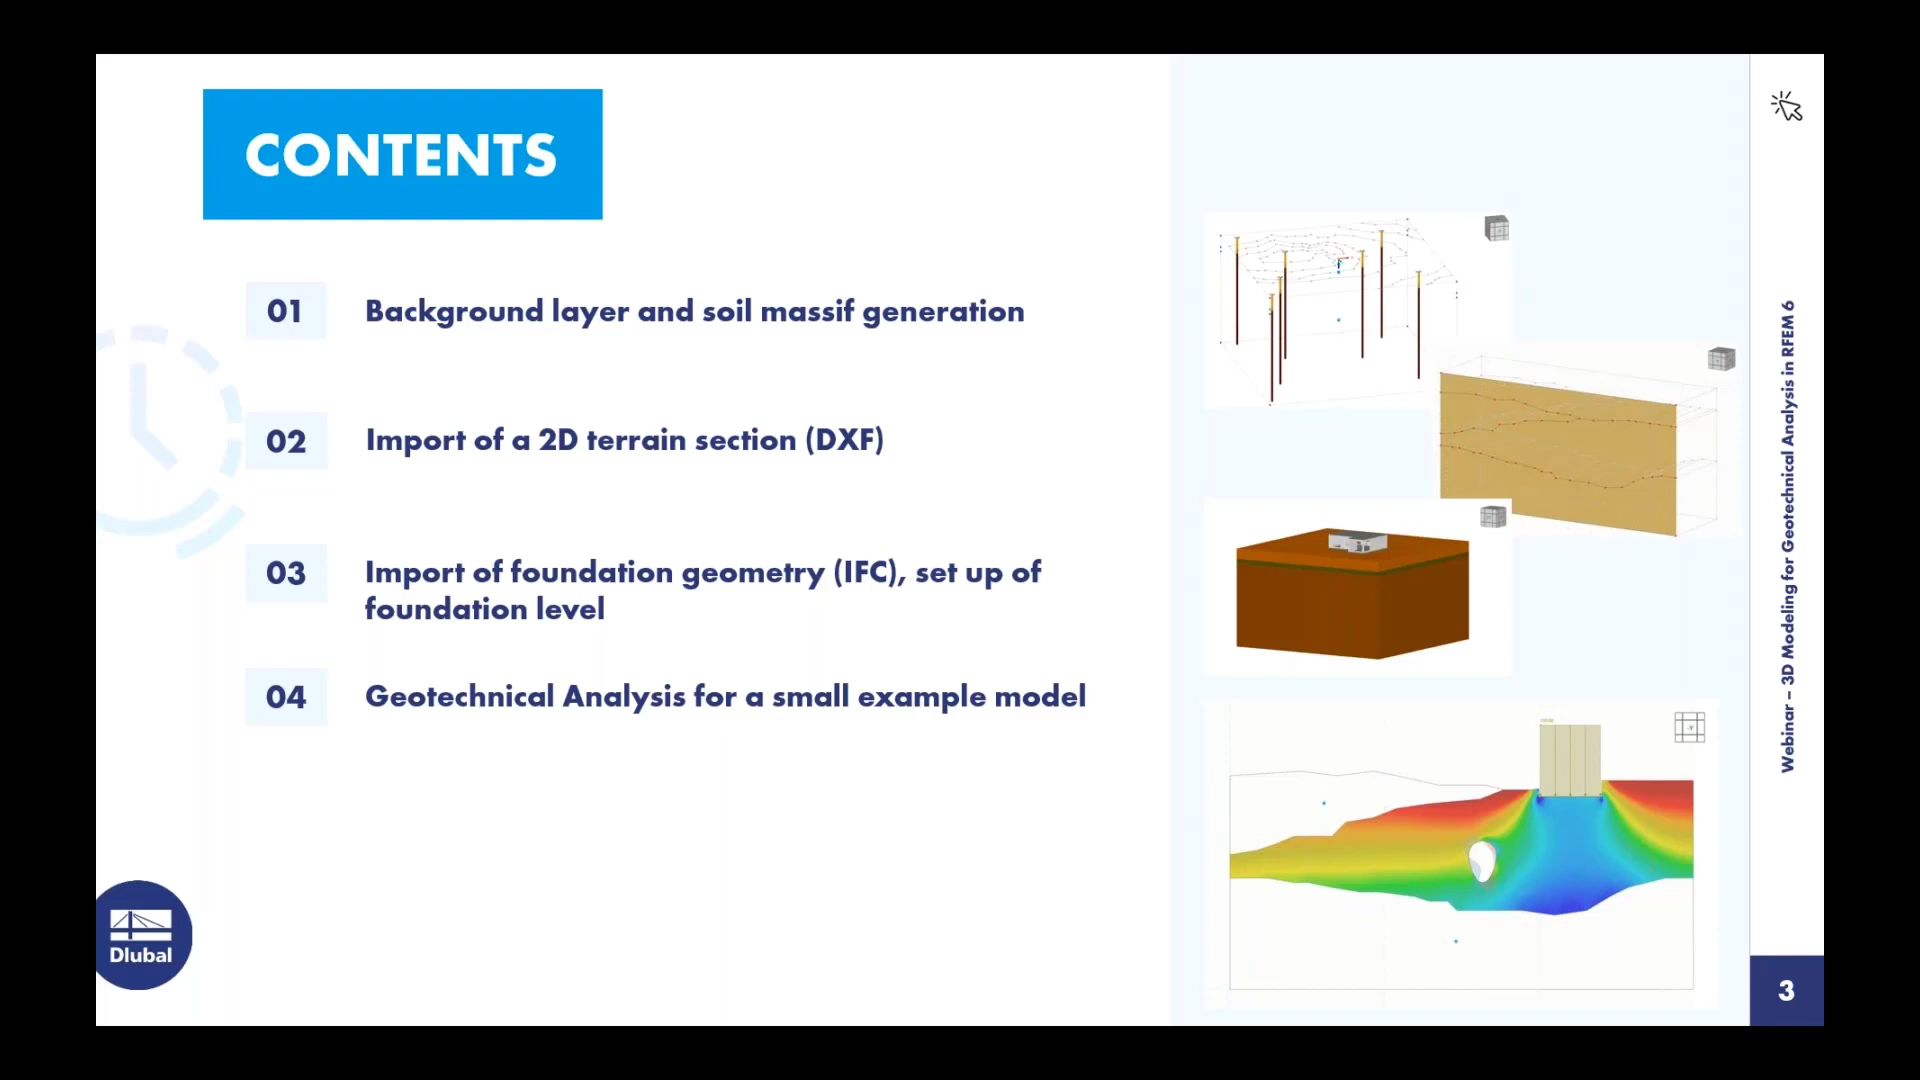 CONTENTS
01
Background layer and soil massif generation
02
Import of a 2D terrain section (DXF)
03
Import of foundation geometry (IFC), set up of
foundation level
04
Geotechnical Analysis for a small example model
Webinar – 3D Modeling for Geotechnical Analysis in RFEM 6
Dlubal
3